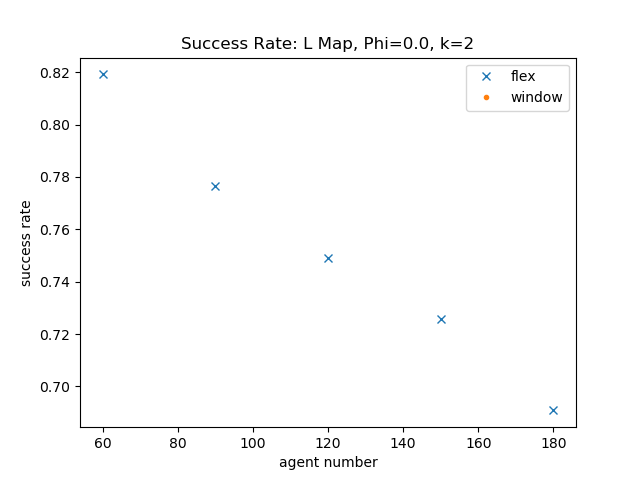 Success Rate: L Map, Phi=0.0, k=2
flex
window
0.82
0.80
0.78
0.76
0.74
0.72
0.70
success rate
60
80
100
120
140
160
180
agent number